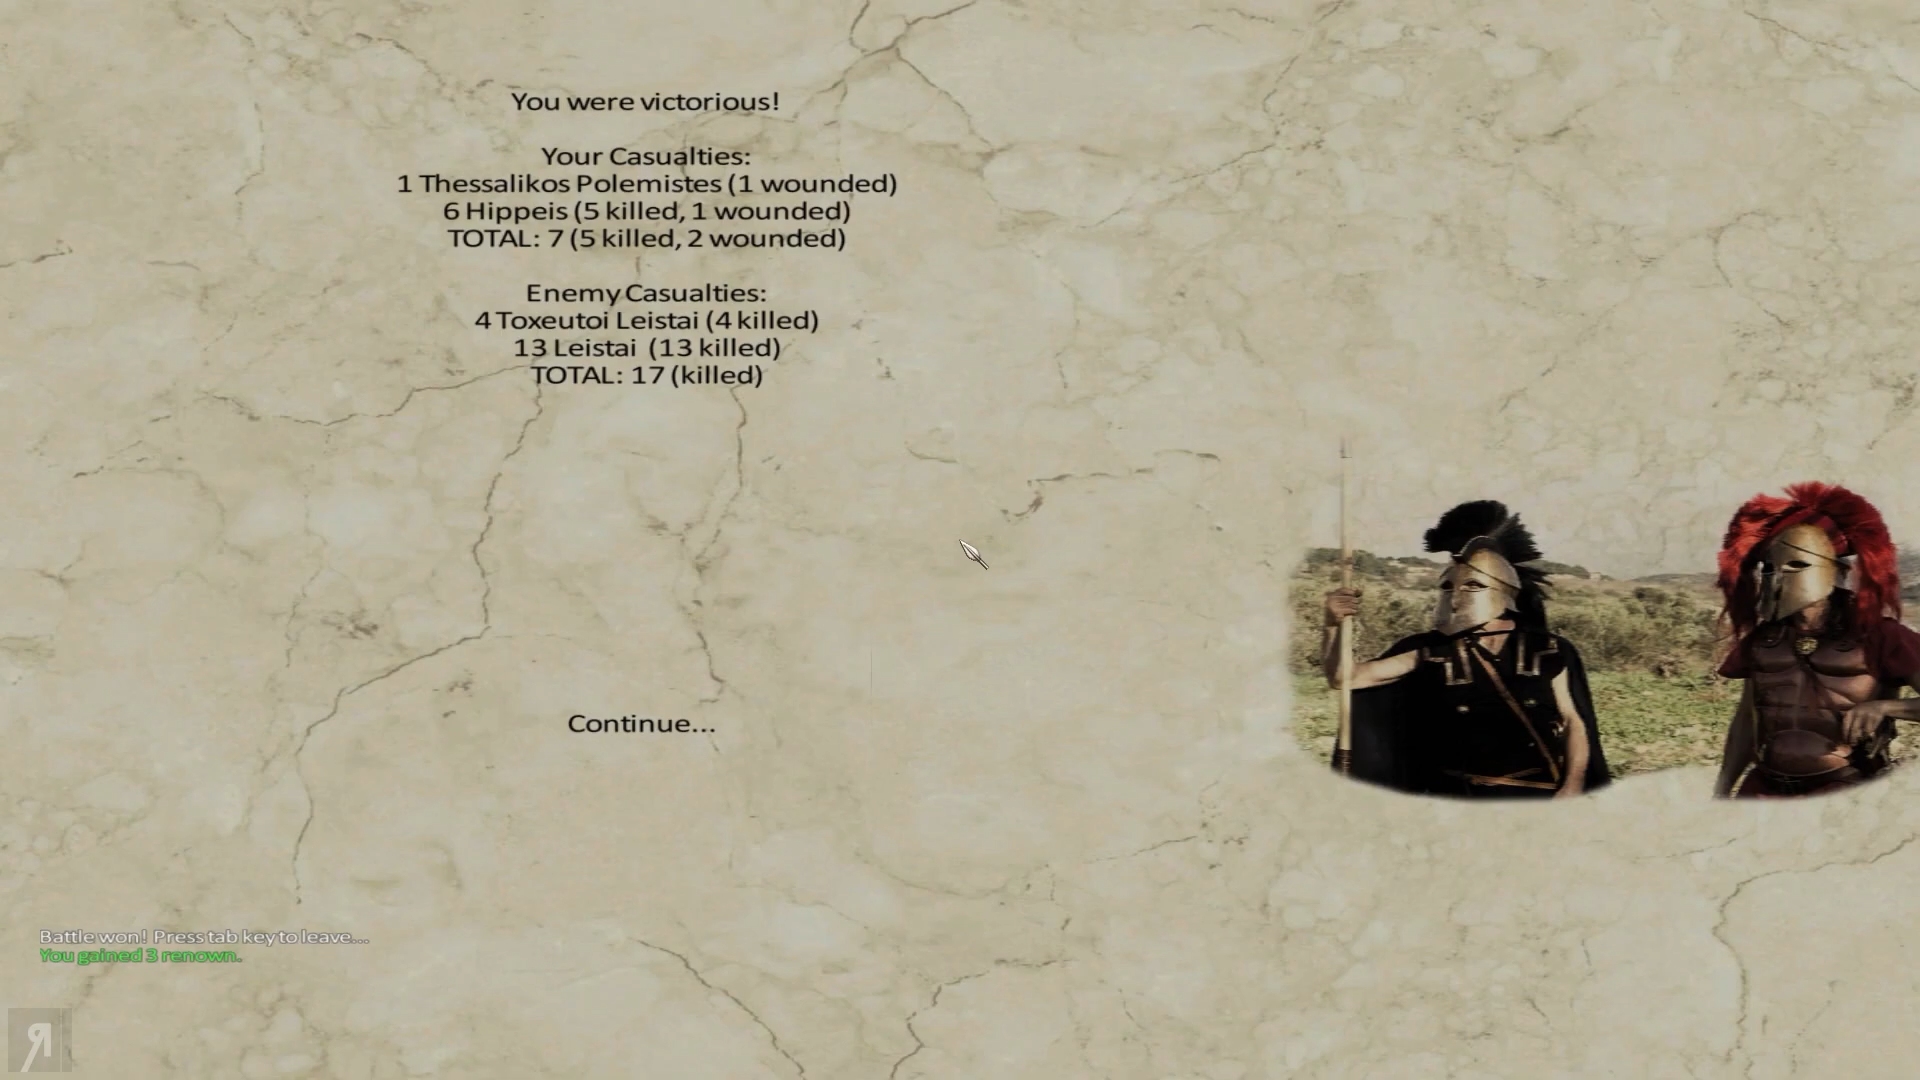 You were victorious!
Your Casualties:
1 Thessalikos Polemistes (1 wounded)
6 Hippeis (5 killed, 1 wounded)
TOTAL: 7 (5 killed, 2 wounded)
Enemy Casualties:
4 Toxeutoi Leistai (4 killed)
13 Leistai (13 killed)
TOTAL: 17 (killed)
Continue...
Battle won! Press tab key to leave...
You gained 3 renown.